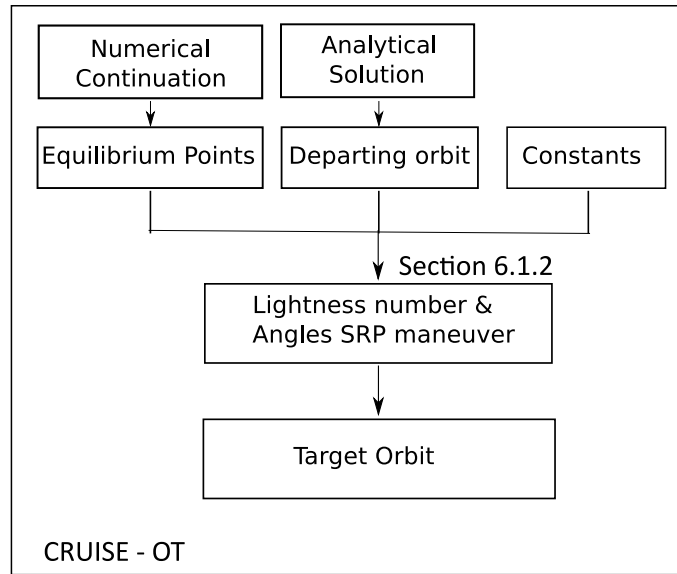 Numerical
Continuation
Analytical
Solution
Equilibrium Points
Departing orbit
Constants
Section 6.1.2
Lightness number &
Angles SRP maneuver
Target Orbit
CRUISE - OT